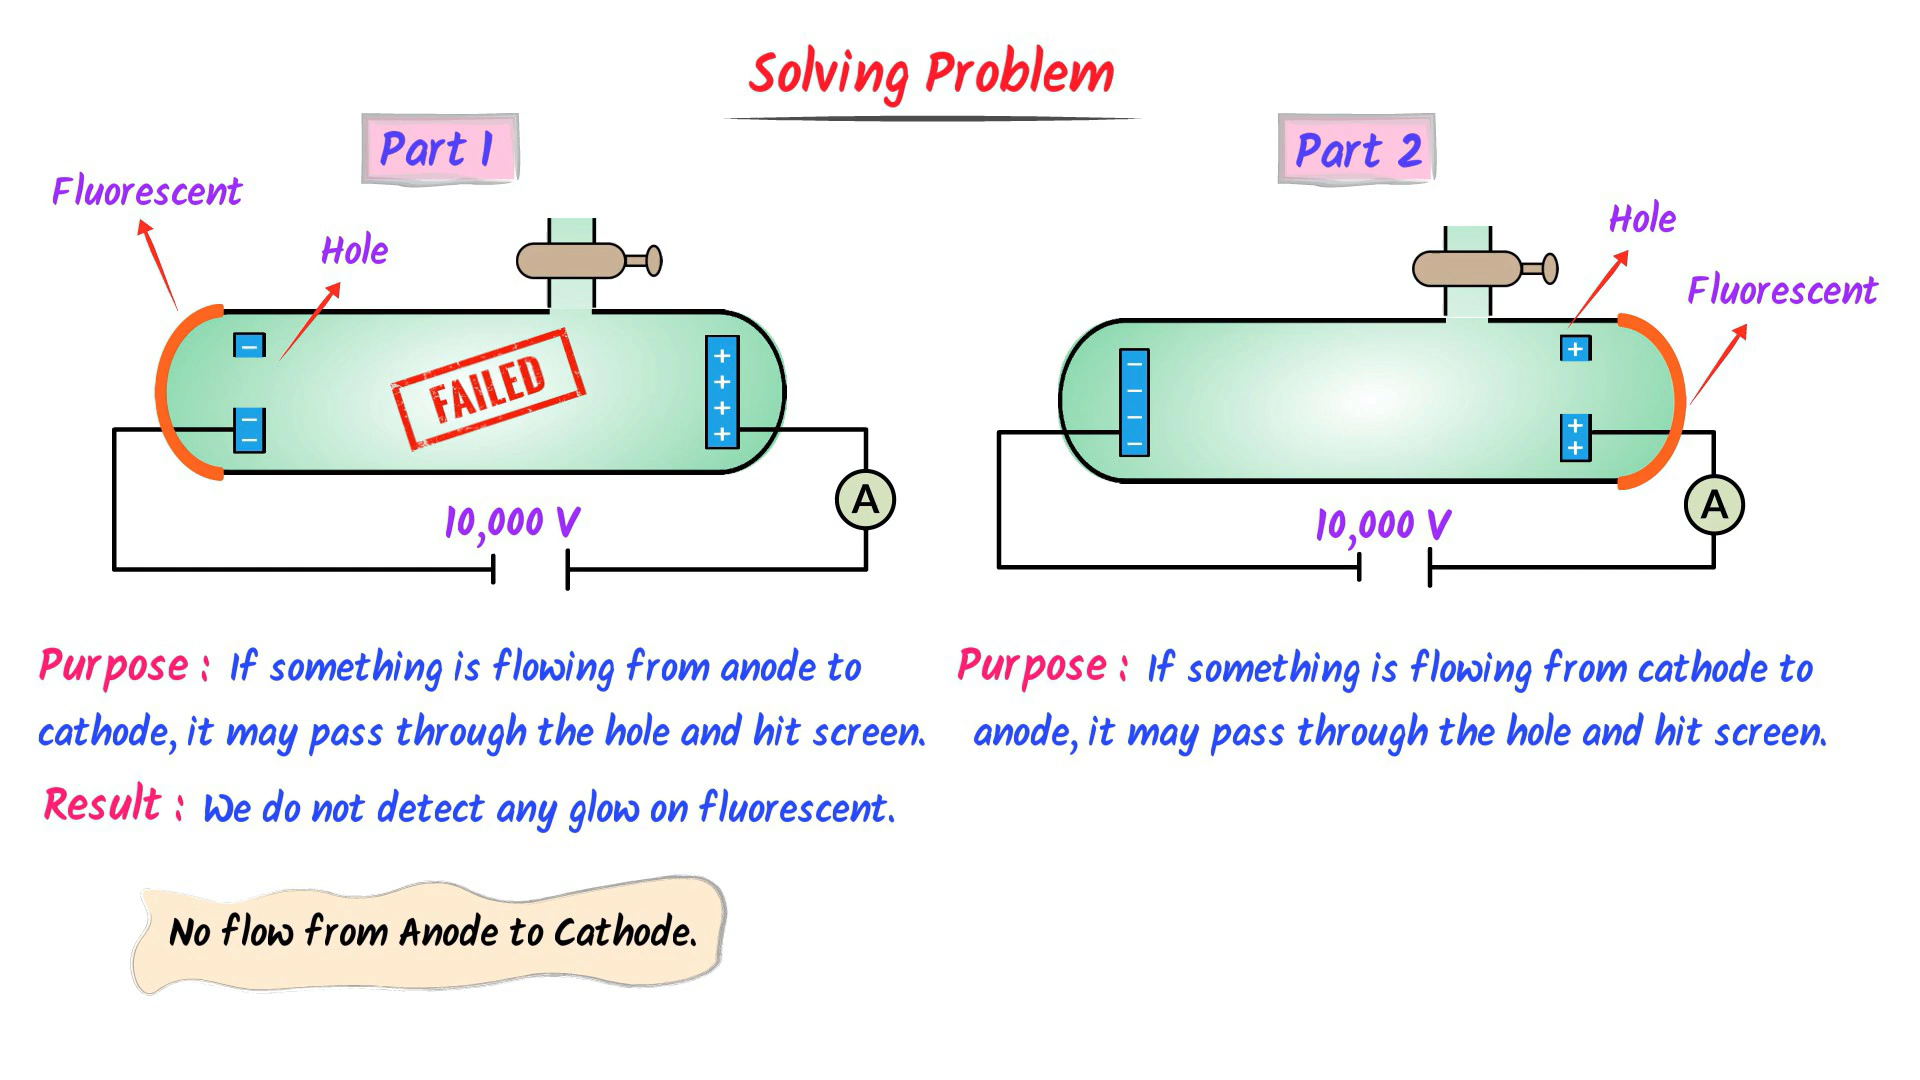 Solving Problem
Part 1
Fluorescent
Hole
FAILED
− − −
+ + + +
A
10,000 V
Purpose : If something is flowing from anode to
cathode, it may pass through the hole and hit screen.
Result : We do not detect any glow on fluorescent.
No flow from Anode to Cathode.
Part 2
Hole
Fluorescent
− − − −
+ + +
A
10,000 V
Purpose : If something is flowing from cathode to
anode, it may pass through the hole and hit screen.